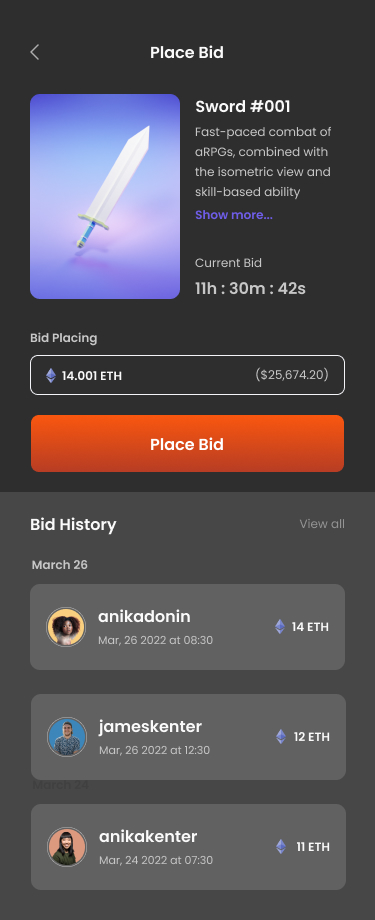 Place Bid
Sword #001
Fast-paced combat of
aRPGs, combined with
the isometric view and
skill-based ability
Show more...
Current Bid
11h : 30m : 42s
Bid Placing
14.001 ETH
($25,674.20)
Place Bid
Bid History
View all
March 26
anikadonin
Mar, 26 2022 at 08:30
14 ETH
jameskenter
Mar, 26 2022 at 12:30
12 ETH
March 24
anikakenter
Mar, 24 2022 at 07:30
11 ETH